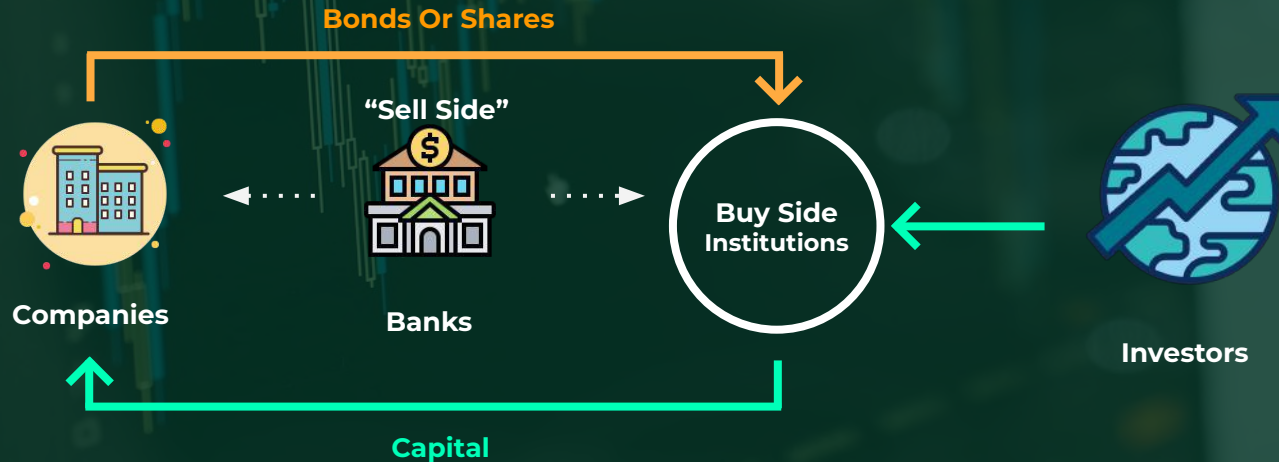 Bonds Or Shares
“Sell Side”
$
Buy Side
Institutions
Companies
Banks
Investors
Capital